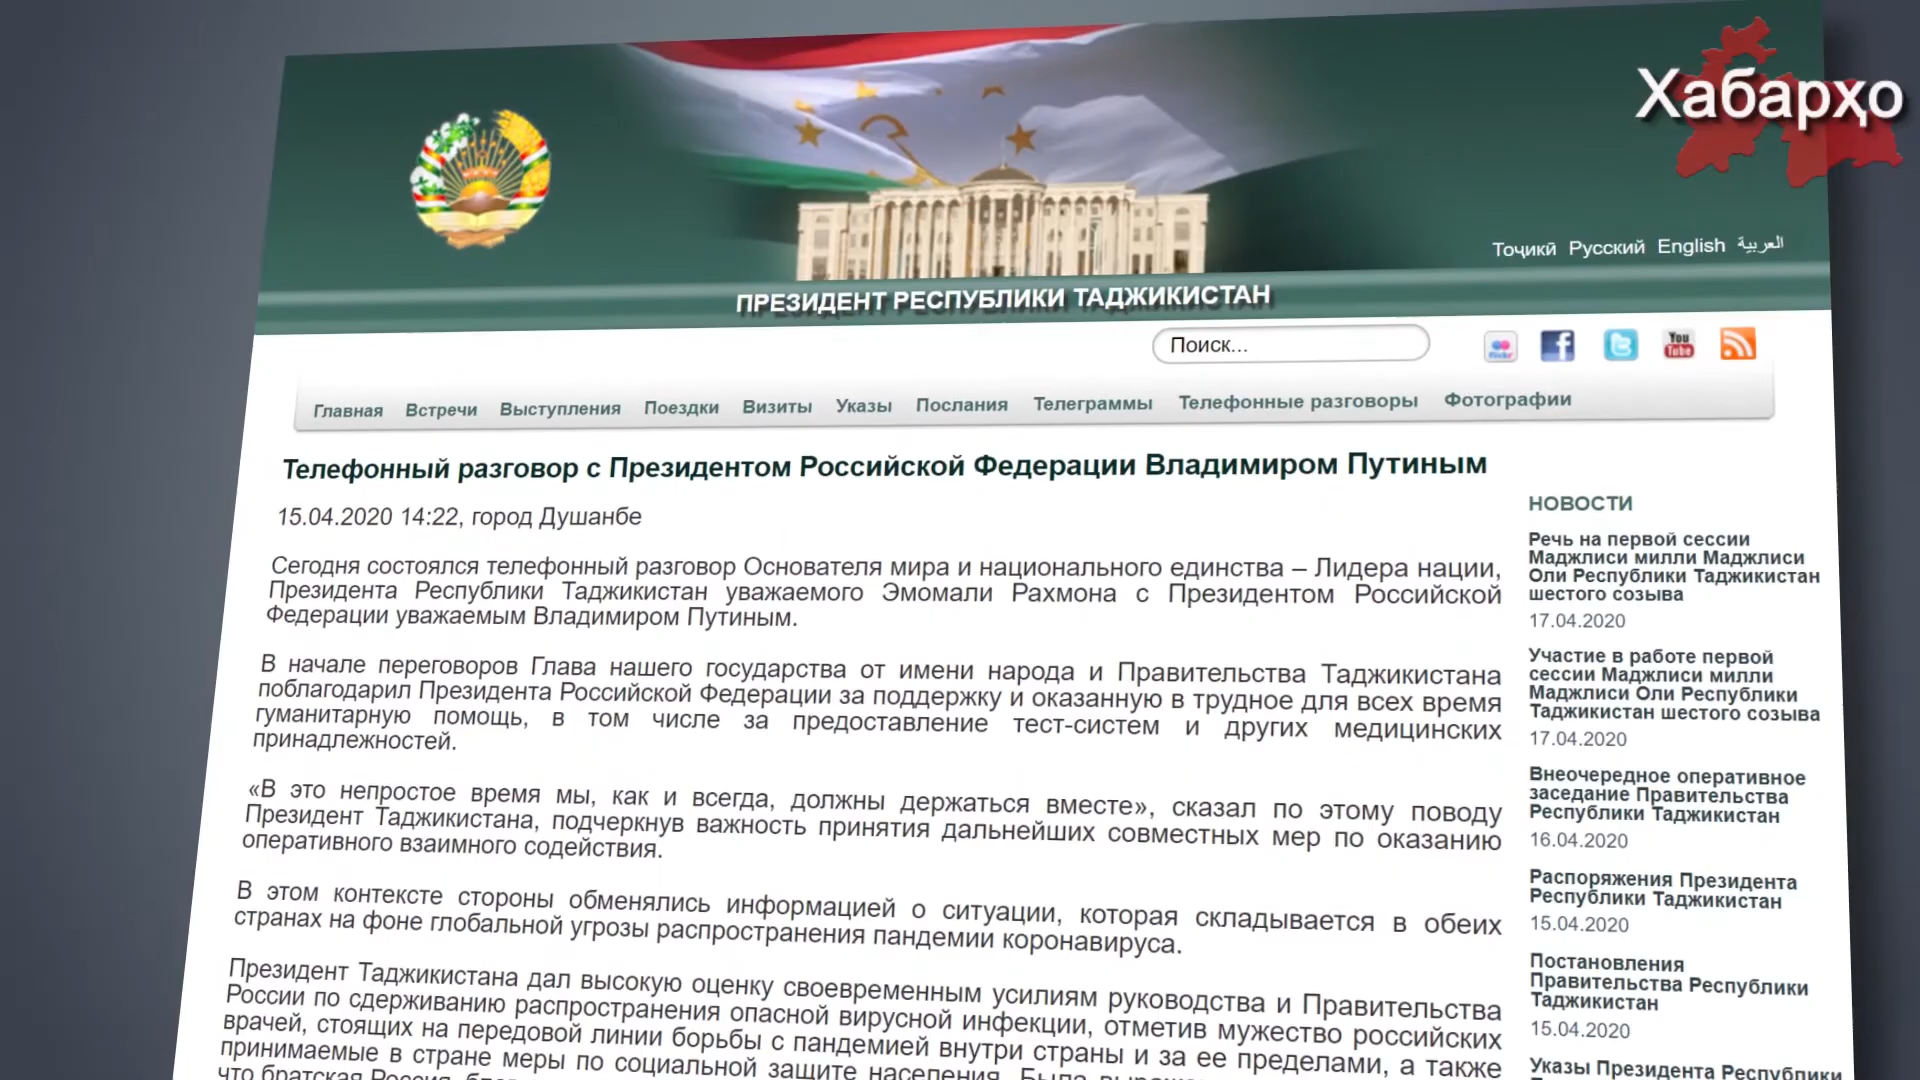 Хабарҳо
Тоҷикӣ Русский English العربية
ПРЕЗИДЕНТ РЕСПУБЛИКИ ТАДЖИКИСТАН
Поиск...
flickr
You
Tube
Главная Встречи Выступления Поездки Визиты Указы Послания Телеграммы Телефонные разговоры Фотографии
Телефонный разговор с Президентом Российской Федерации Владимиром Путиным
15.04.2020 14:22, город Душанбе
Сегодня состоялся телефонный разговор Основателя мира и национального единства – Лидера нации,
Президента Республики Таджикистан уважаемого Эмомали Рахмона с Президентом Российской
Федерации уважаемым Владимиром Путиным.
В начале переговоров Глава нашего государства от имени народа и Правительства Таджикистана
поблагодарил Президента Российской Федерации за поддержку и оказанную в трудное для всех время
гуманитарную помощь, в том числе за предоставление тест-систем и других медицинских
принадлежностей.
«В это непростое время мы, как и всегда, должны держаться вместе», сказал по этому поводу
Президент Таджикистана, подчеркнув важность принятия дальнейших совместных мер по оказанию
оперативного взаимного содействия.
В этом контексте стороны обменялись информацией о ситуации, которая складывается в обеих
странах на фоне глобальной угрозы распространения пандемии коронавируса.
Президент Таджикистана дал высокую оценку своевременным усилиям руководства и Правительства
России по сдерживанию распространения опасной вирусной инфекции, отметив мужество российских
врачей, стоящих на передовой линии борьбы с пандемией внутри страны и за ее пределами, а также
принимаемые в стране меры по социальной защите населения. Была
что братская Россия,
НОВОСТИ
Речь на первой сессии
Маджлиси милли Маджлиси
Оли Республики Таджикистан
шестого созыва
17.04.2020
Участие в работе первой
сессии Маджлиси милли
Маджлиси Оли Республики
Таджикистан шестого созыва
17.04.2020
Внеочередное оперативное
заседание Правительства
Республики Таджикистан
16.04.2020
Распоряжения Президента
Республики Таджикистан
15.04.2020
Постановления
Правительства Республики
Таджикистан
15.04.2020
Указы Президента Республики